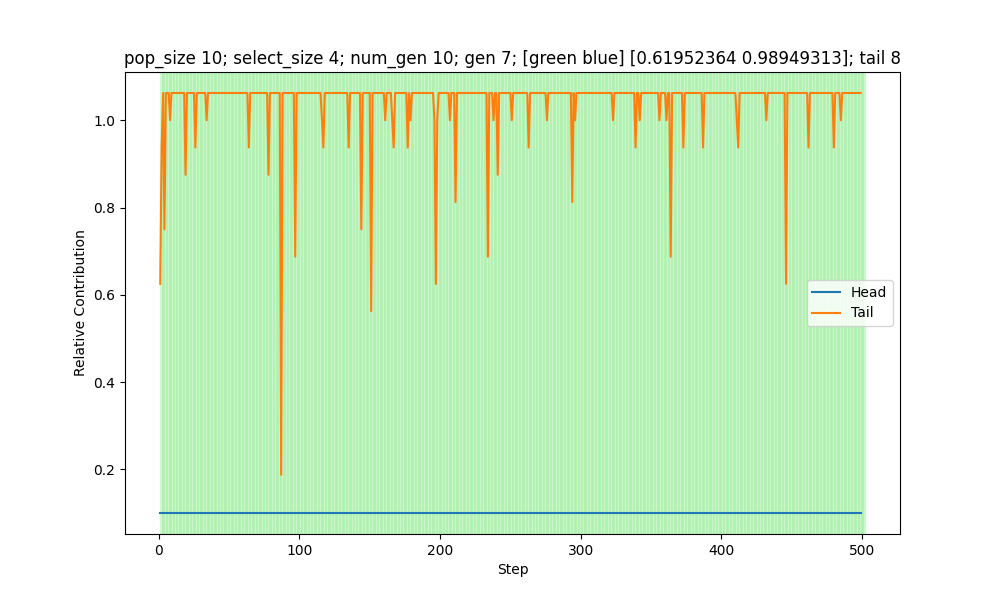 pop_size 10; select_size 4; num_gen 10; gen 7; [green blue] [0.61952364 0.98949313]; tail 8
1.0
0.8
0.6
0.4
0.2
Relative Contribution
Head
Tail
0 100 200 300 400 500
Step